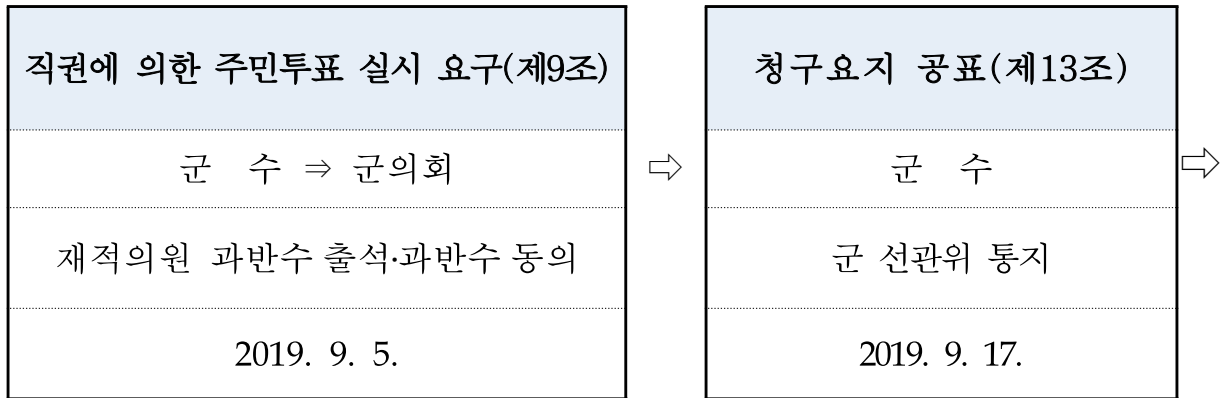 직권에 의한 주민투표 실시 요구(제9조)
군 수 ⇒ 군의회
재적의원 과반수 출석·과반수 동의
2019. 9. 5.
⇨
청구요지 공표(제13조)
군 수
군 선관위 통지
2019. 9. 17.
⇨